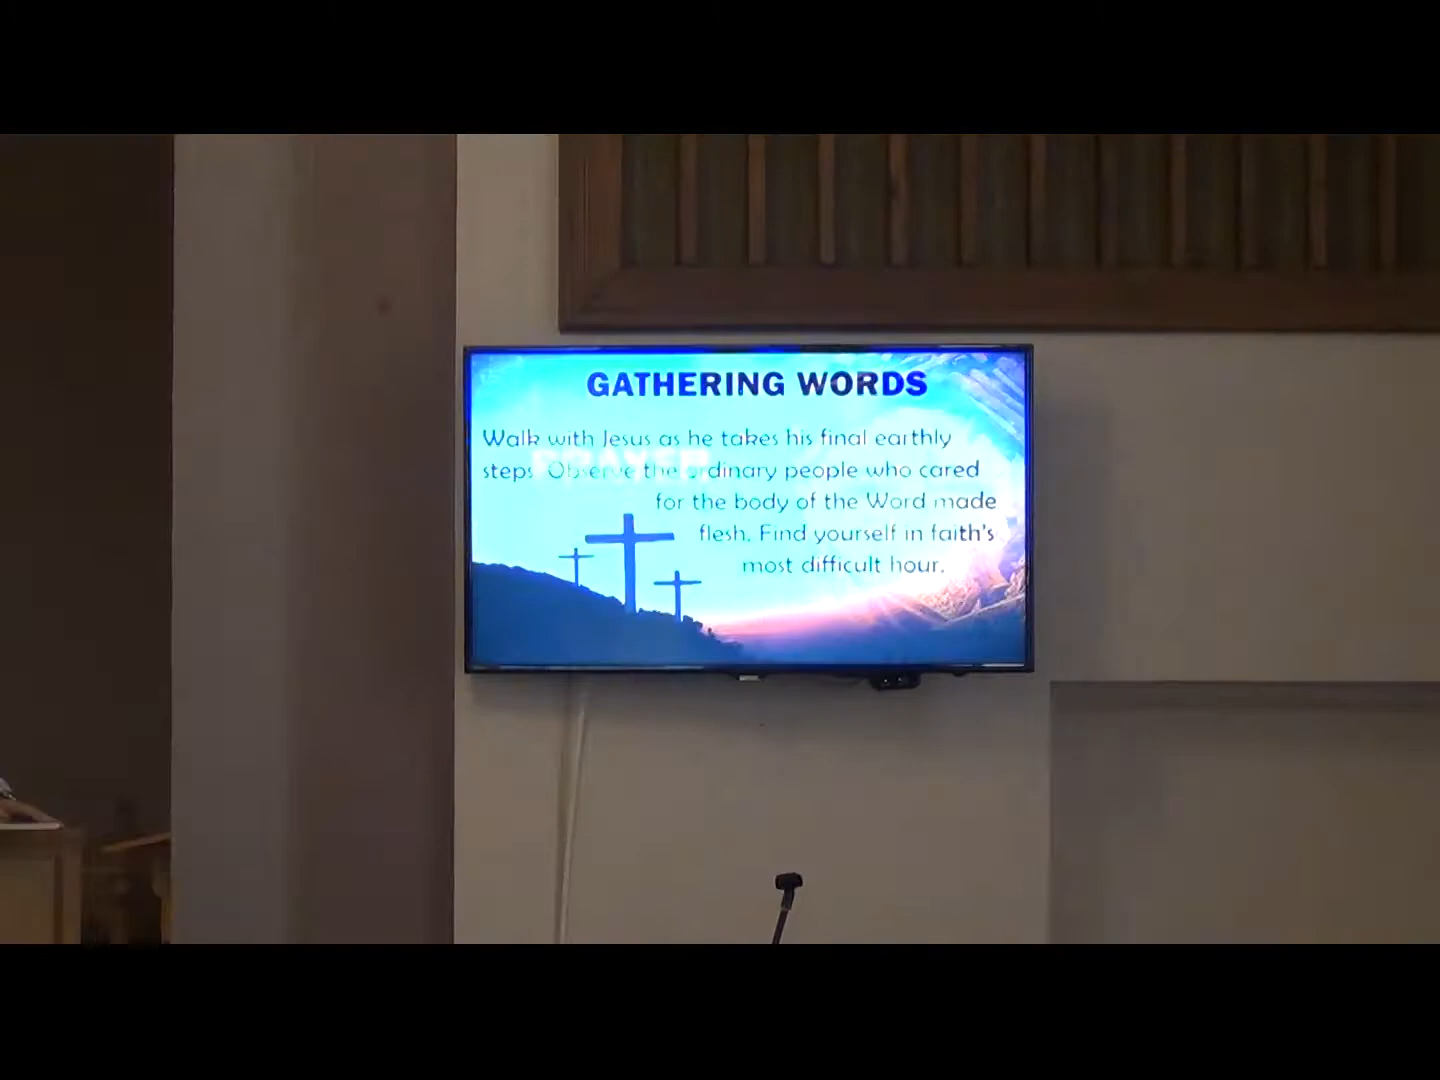 GATHERING WORDS
Walk with Jesus as he takes his final earthly
steps. Observe the ordinary people who cared
PRAYER
for the body of the Word made
flesh. Find yourself in faith's
most difficult hour.